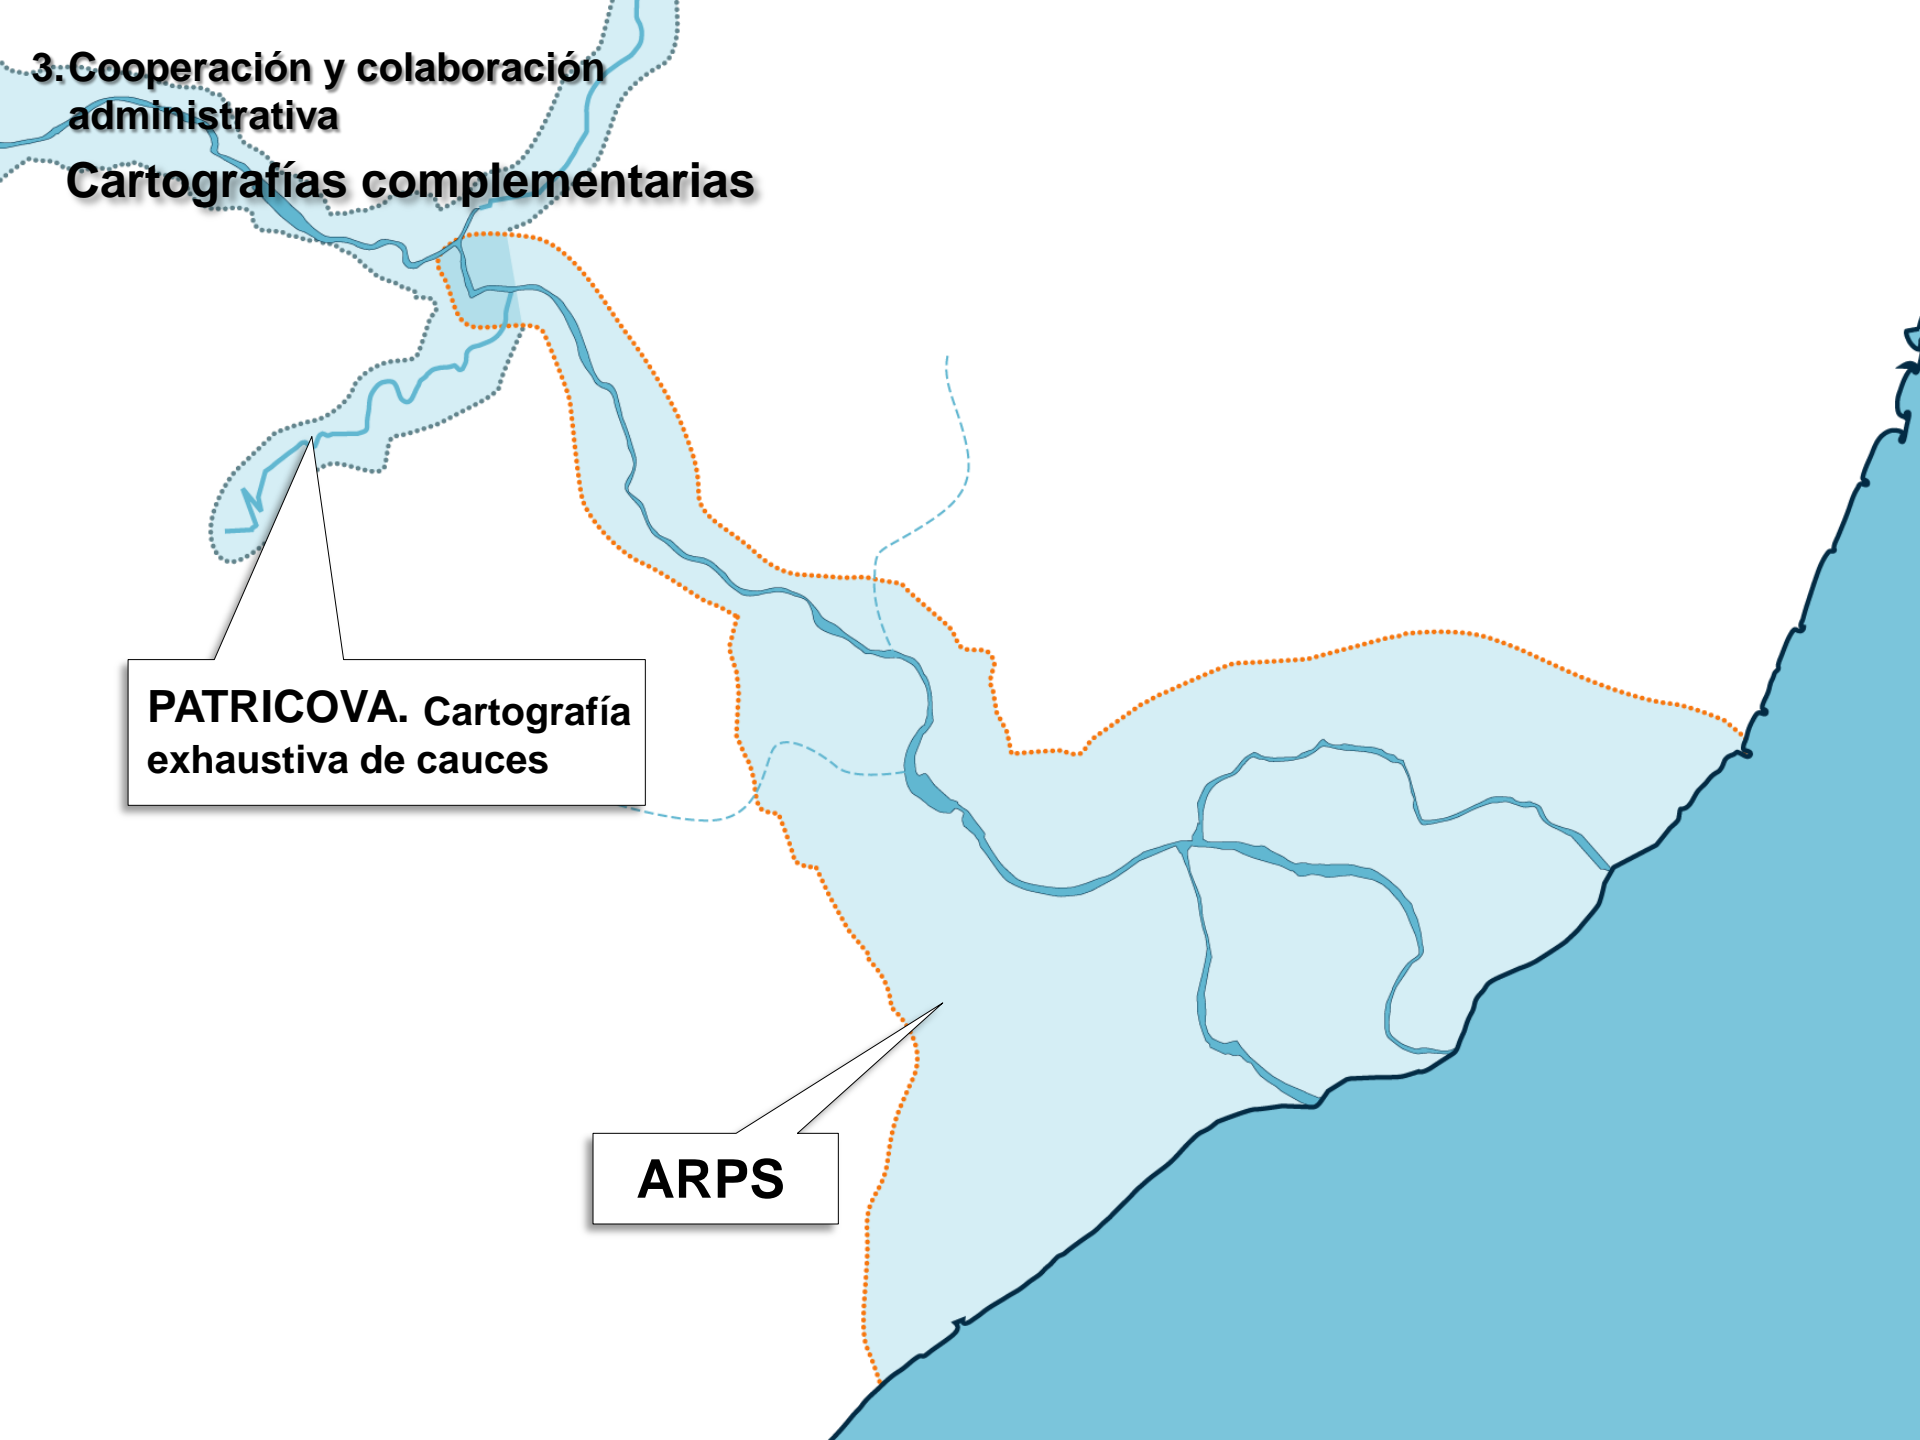 3. Cooperación y colaboración
administrativa
Cartografías complementarias
PATRICOVA. Cartografía
exhaustiva de cauces
ARPS